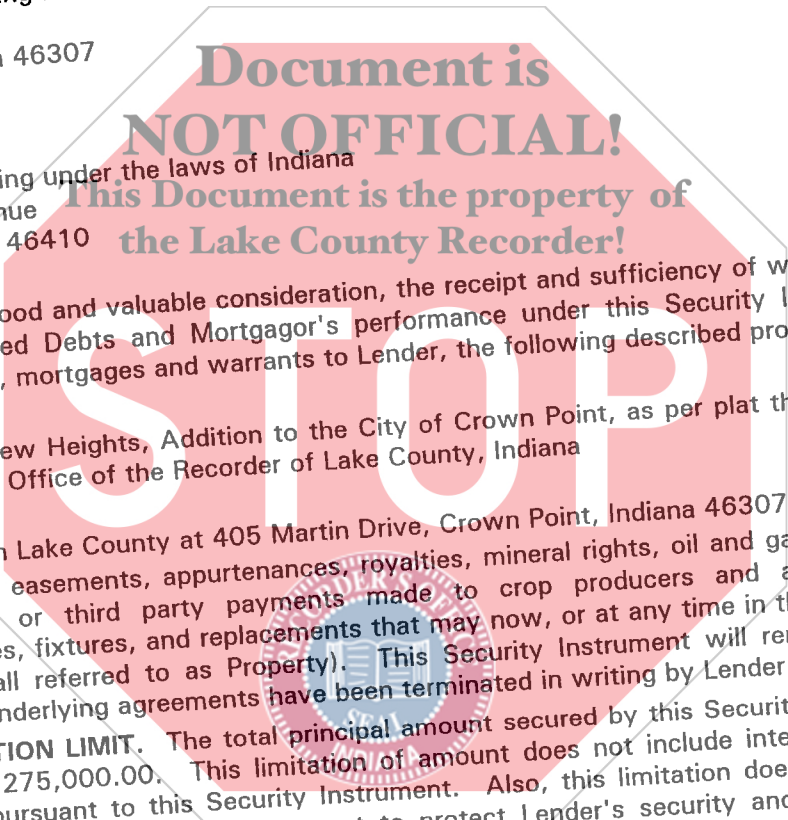 46307
Document is
NOT OFFICIAL!
ing under the laws of Indiana
This Document is the property of
nue
46410
the Lake County Recorder!
ood and valuable consideration, the receipt and sufficiency of w
ed Debts and Mortgagor's performance under this Security I
, mortgages and warrants to Lender, the following described pro
STOP
ew Heights, Addition to the City of Crown Point, as per plat th
Office of the Recorder of Lake County, Indiana
n Lake County at 405 Martin Drive, Crown Point, Indiana 46307
easements, appurtenances, royalties, mineral rights, oil and ga
or third party payments made to crop producers and a
es, fixtures, and replacements that may now, or at any time in th
all referred to as Property). This Security Instrument will rem
nderlying agreements have been terminated in writing by Lender
TION LIMIT. The total principal amount secured by this Securit
275,000.00. This limitation of amount does not include inte
pursuant to this Security Instrument. Also, this limitation doe
to protect Lender's security and
RECORDER'S OFFICE
SEAL
INDIANA